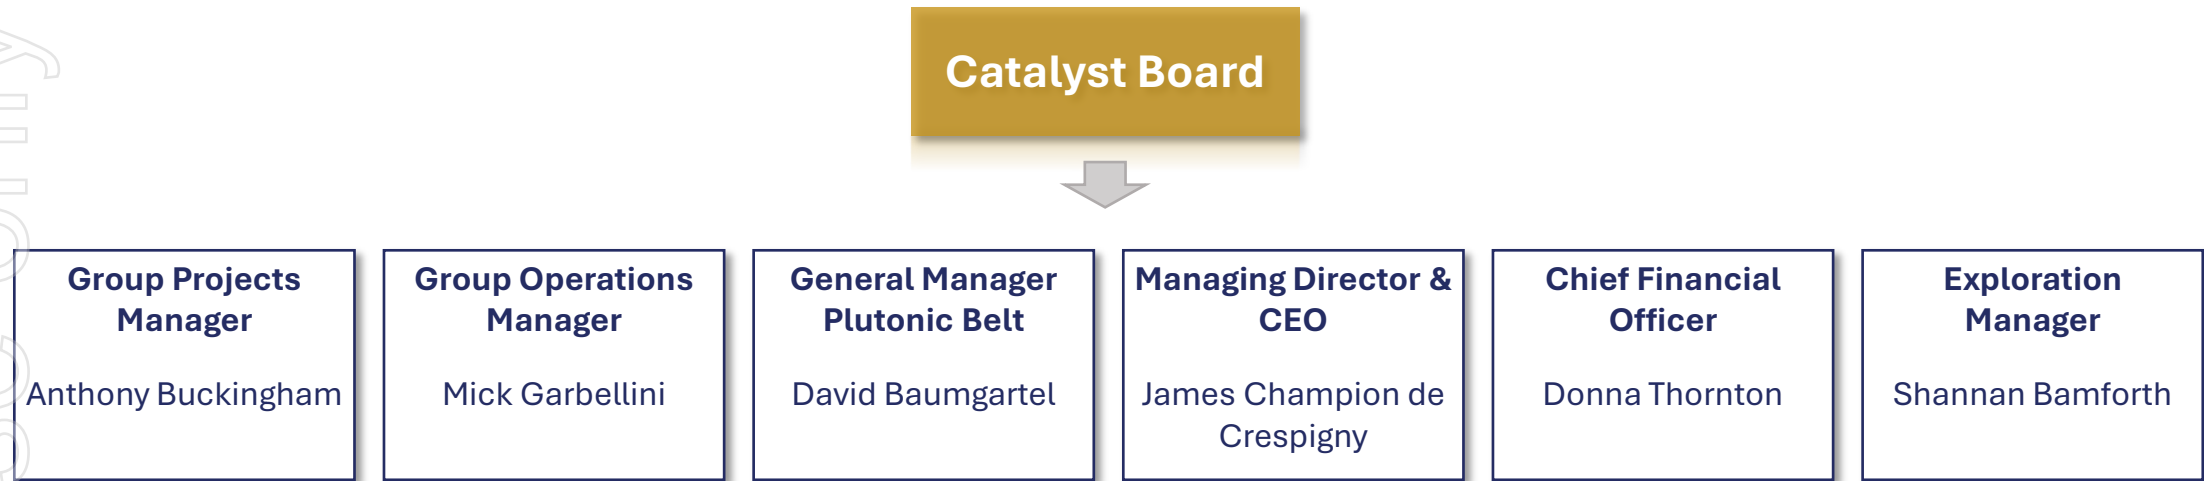 Catalyst Board
Group Projects
Manager
Anthony Buckingham
Group Operations
Manager
Mick Garbellini
General Manager
Plutonic Belt
David Baumgartel
Managing Director &
CEO
James Champion de
Crespigny
Chief Financial
Officer
Donna Thornton
Exploration
Manager
Shannan Bamforth